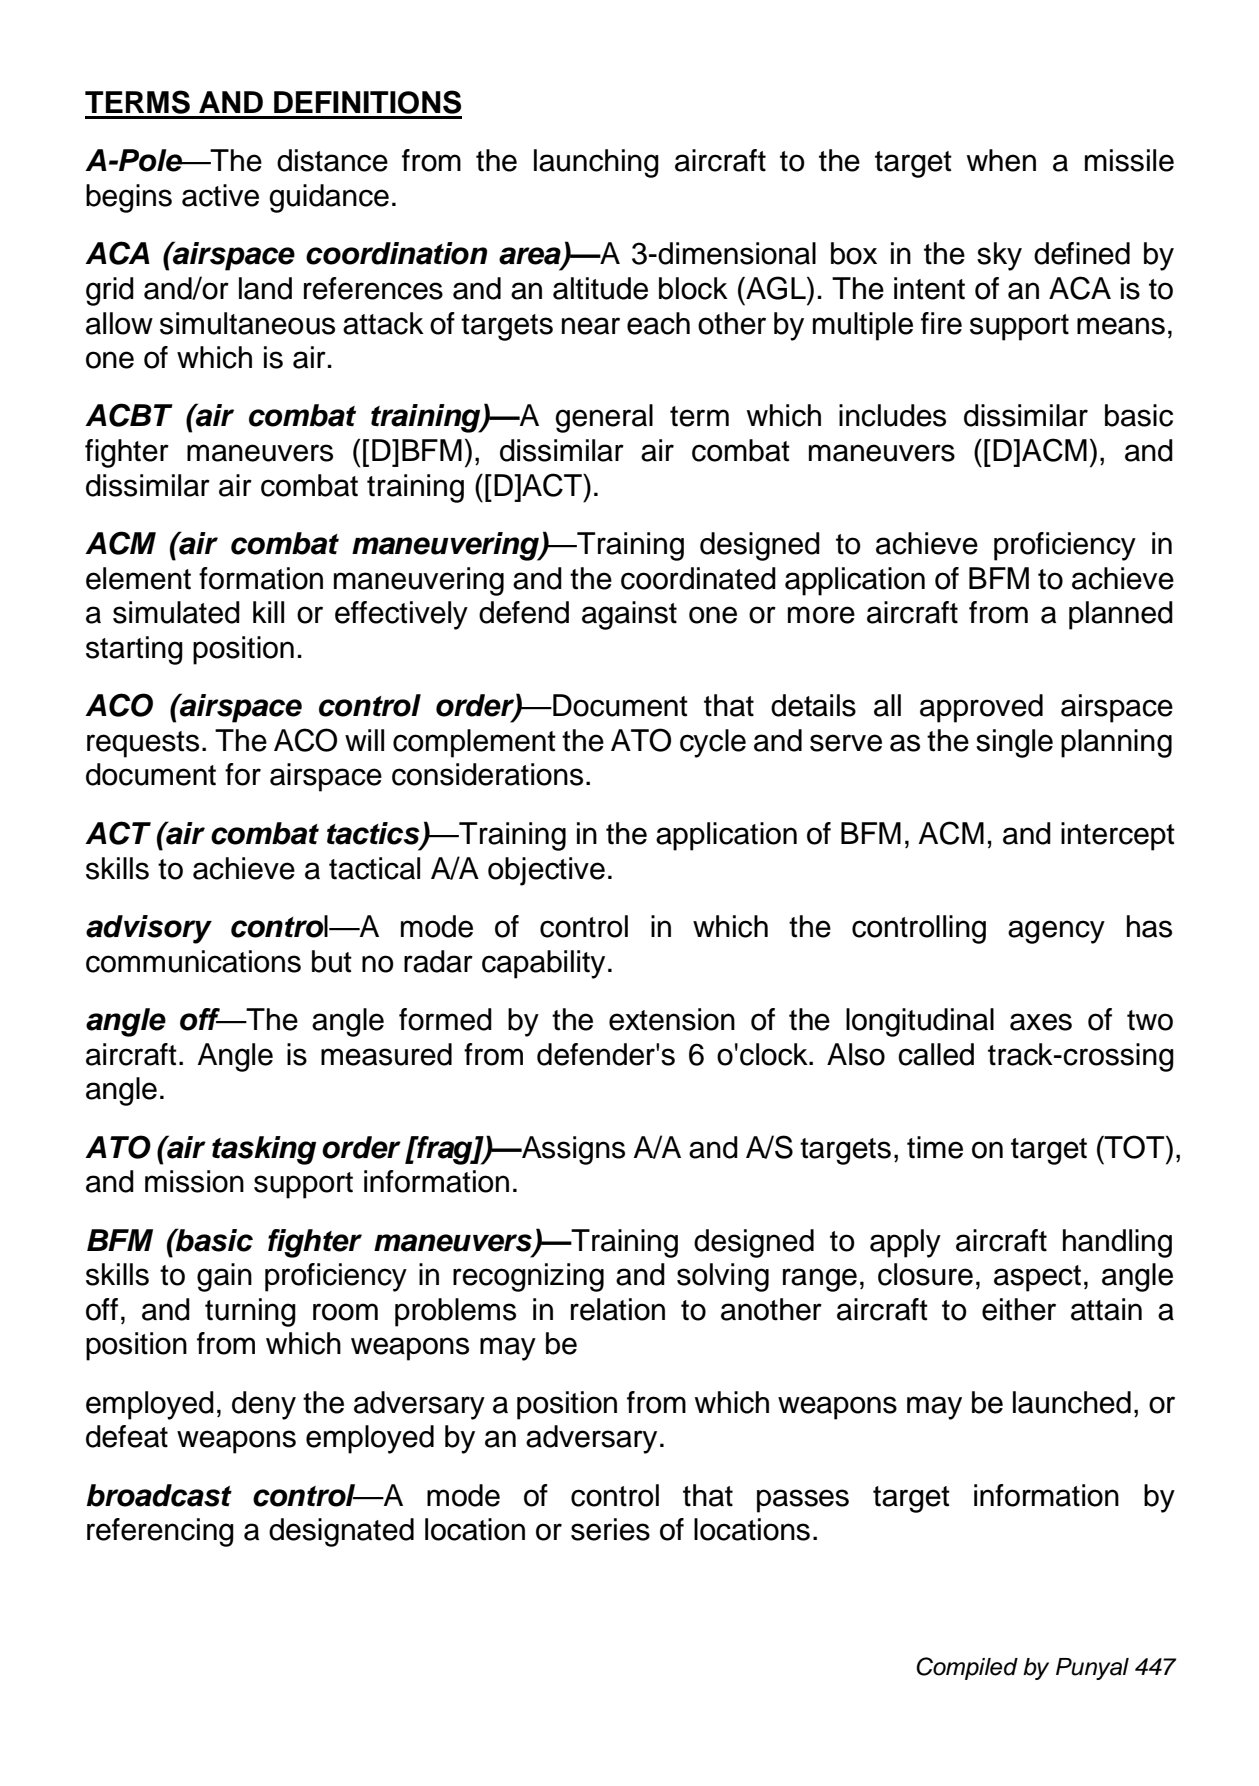 TERMS AND DEFINITIONS
A-Pole—The distance from the launching aircraft to the target when a missile
begins active guidance.
ACA (airspace coordination area)—A 3-dimensional box in the sky defined by
grid and/or land references and an altitude block (AGL). The intent of an ACA is to
allow simultaneous attack of targets near each other by multiple fire support means,
one of which is air.
ACBT (air combat training)—A general term which includes dissimilar basic
fighter maneuvers ([D]BFM), dissimilar air combat maneuvers ([D]ACM), and
dissimilar air combat training ([D]ACT).
ACM (air combat maneuvering)—Training designed to achieve proficiency in
element formation maneuvering and the coordinated application of BFM to achieve
a simulated kill or effectively defend against one or more aircraft from a planned
starting position.
ACO (airspace control order)—Document that details all approved airspace
requests. The ACO will complement the ATO cycle and serve as the single planning
document for airspace considerations.
ACT (air combat tactics)—Training in the application of BFM, ACM, and intercept
skills to achieve a tactical A/A objective.
advisory control—A mode of control in which the controlling agency has
communications but no radar capability.
angle off—The angle formed by the extension of the longitudinal axes of two
aircraft. Angle is measured from defender's 6 o'clock. Also called track-crossing
angle.
ATO (air tasking order [frag])—Assigns A/A and A/S targets, time on target (TOT),
and mission support information.
BFM (basic fighter maneuvers)—Training designed to apply aircraft handling
skills to gain proficiency in recognizing and solving range, closure, aspect, angle
off, and turning room problems in relation to another aircraft to either attain a
position from which weapons may be
employed, deny the adversary a position from which weapons may be launched, or
defeat weapons employed by an adversary.
broadcast control—A mode of control that passes target information by
referencing a designated location or series of locations.
Compiled by Punyal 447